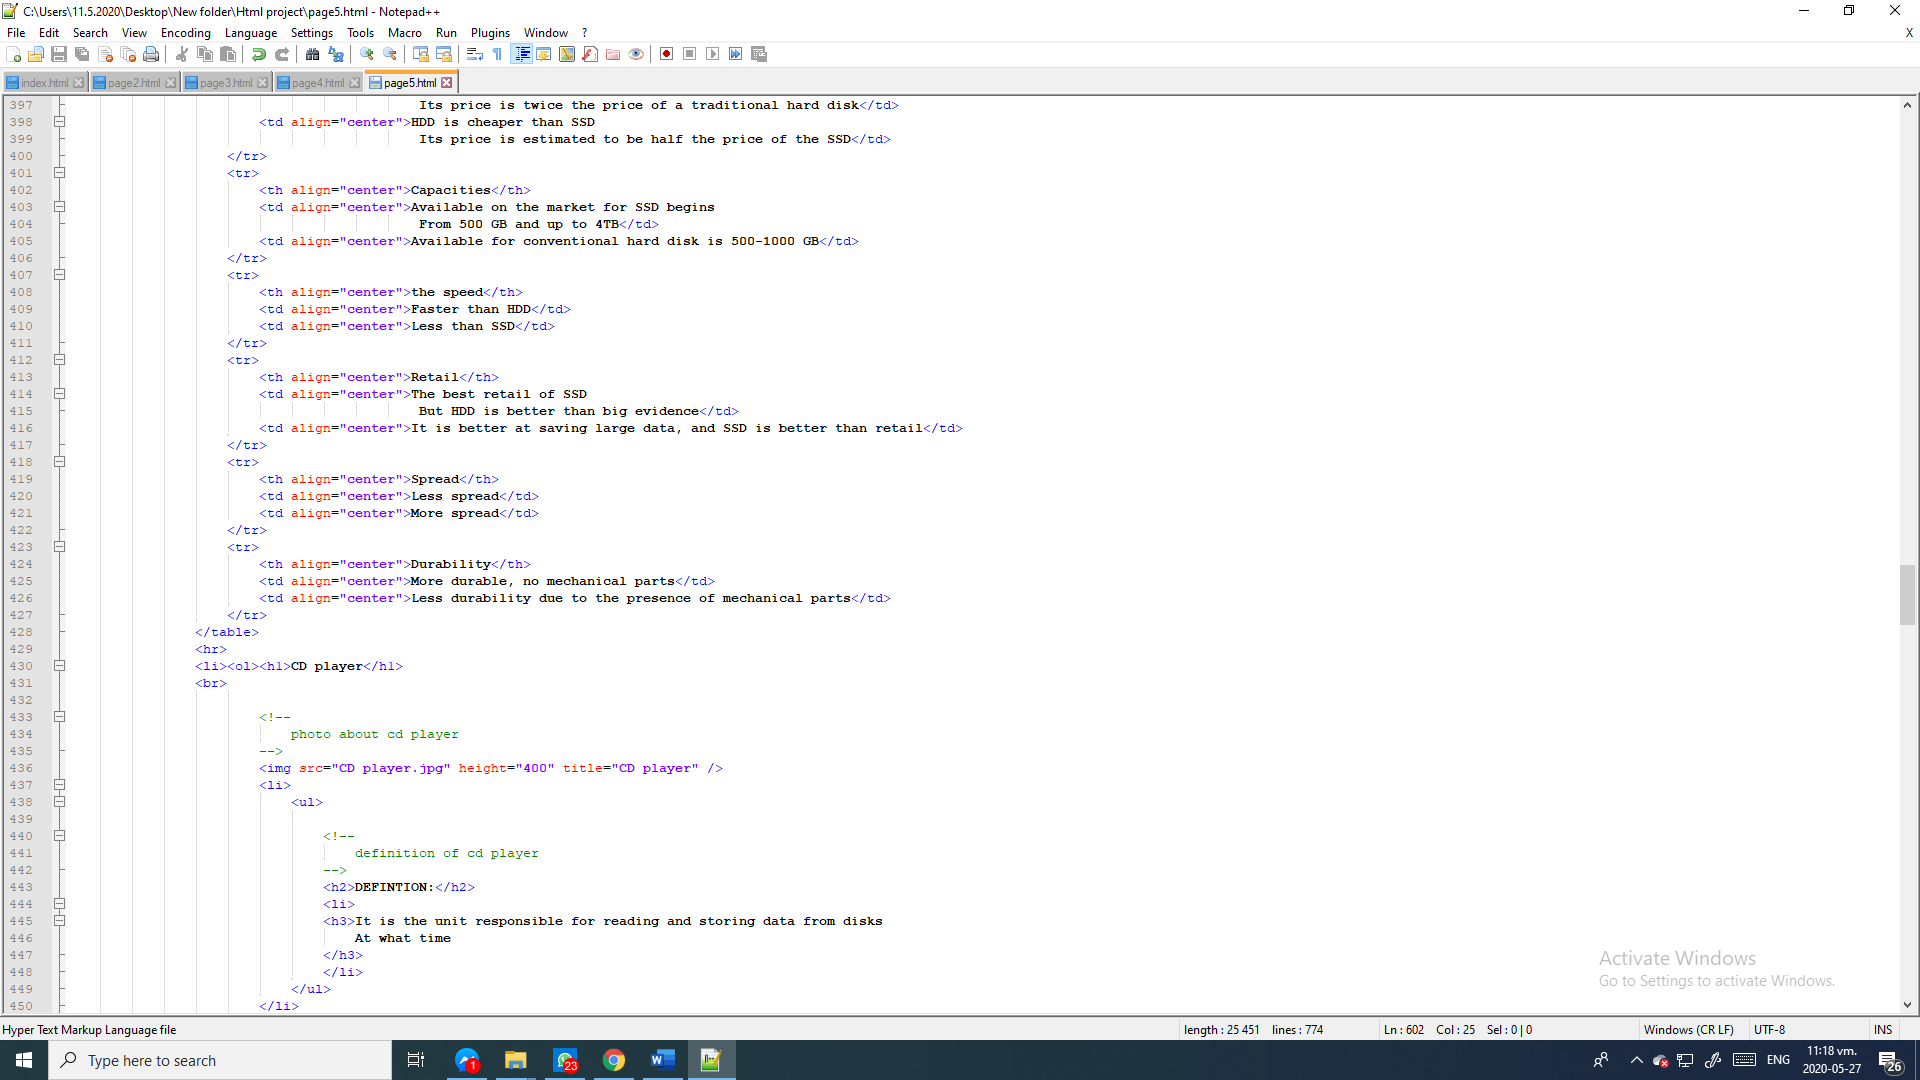 C:\Users\11.5.2020\Desktop\New folder\Html project\page5.html - Notepad++
File Edit Search View Encoding Language Settings Tools Macro Run Plugins Window ? X
index.html page2.html page3.html page4.html page5.html
397 Its price is twice the price of a traditional hard disk</td>
398 <td align="center">HDD is cheaper than SSD
399 Its price is estimated to be half the price of the SSD</td>
400 </tr>
401 <tr>
402 <th align="center">Capacities</th>
403 <td align="center">Available on the market for SSD begins
404 From 500 GB and up to 4TB</td>
405 <td align="center">Available for conventional hard disk is 500-1000 GB</td>
406 </tr>
407 <tr>
408 <th align="center">the speed</th>
409 <td align="center">Faster than HDD</td>
410 <td align="center">Less than SSD</td>
411 </tr>
412 <tr>
413 <th align="center">Retail</th>
414 <td align="center">The best retail of SSD
415 But HDD is better than big evidence</td>
416 <td align="center">It is better at saving large data, and SSD is better than retail</td>
417 </tr>
418 <tr>
419 <th align="center">Spread</th>
420 <td align="center">Less spread</td>
421 <td align="center">More spread</td>
422 </tr>
423 <tr>
424 <th align="center">Durability</th>
425 <td align="center">More durable, no mechanical parts</td>
426 <td align="center">Less durability due to the presence of mechanical parts</td>
427 </tr>
428 </table>
429 <hr>
430 <li><ol><h1>CD player</h1>
431 <br>
432
433 <!--
434 photo about cd player
435 -->
436 <img src="CD player.jpg" height="400" title="CD player" />
437 <li>
438 <ul>
439
440 <!--
441 definition of cd player
442 -->
443 <h2>DEFINTION:</h2>
444 <li>
445 <h3>It is the unit responsible for reading and storing data from disks
446 At what time
447 </h3>
448 </li>
449 </ul>
450 </li>
Activate Windows
Go to Settings to activate Windows.
Hyper Text Markup Language file length : 25 451 lines : 774 Ln : 602 Col : 25 Sel : 0 | 0 Windows (CR LF) UTF-8 INS
Type here to search 1 23 W ENG 11:18 vm. 26
2020-05-27